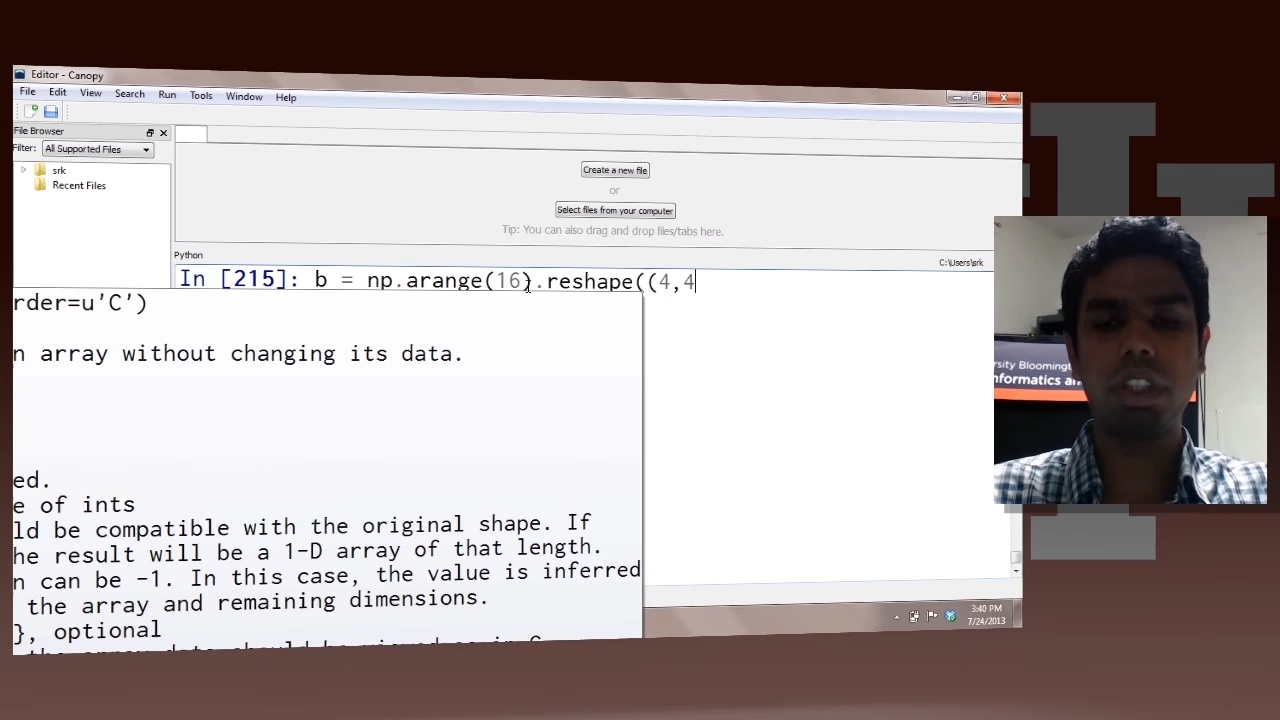 Editor - Canopy
File Edit View Search Run Tools Window Help
File Browser
Filter: All Supported Files
srk
Recent Files
Create a new file
or
Select files from your computer
Tip: You can also drag and drop files/tabs here.
Python
C:\Users\srk
In [215]: b = np.arange(16).reshape((4,4
rder=u'C')
n array without changing its data.
ed.
e of ints
ld be compatible with the original shape. If
he result will be a 1-D array of that length.
n can be -1. In this case, the value is inferred
the array and remaining dimensions.
}, optional
3:40 PM
7/24/2013
rsity Bloomingt
nformatics an